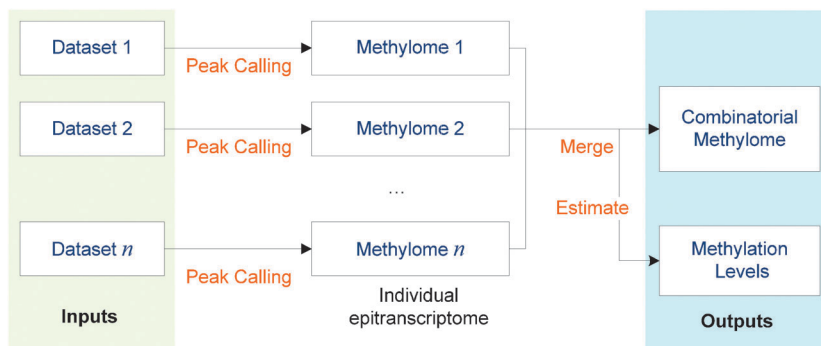 Dataset 1
Peak Calling
Methylome 1
Dataset 2
Peak Calling
Methylome 2
Merge
Combinatorial
Methylome
...
Estimate
Dataset n
Peak Calling
Methylome n
Methylation
Levels
Individual
epitranscriptome
Inputs
Outputs